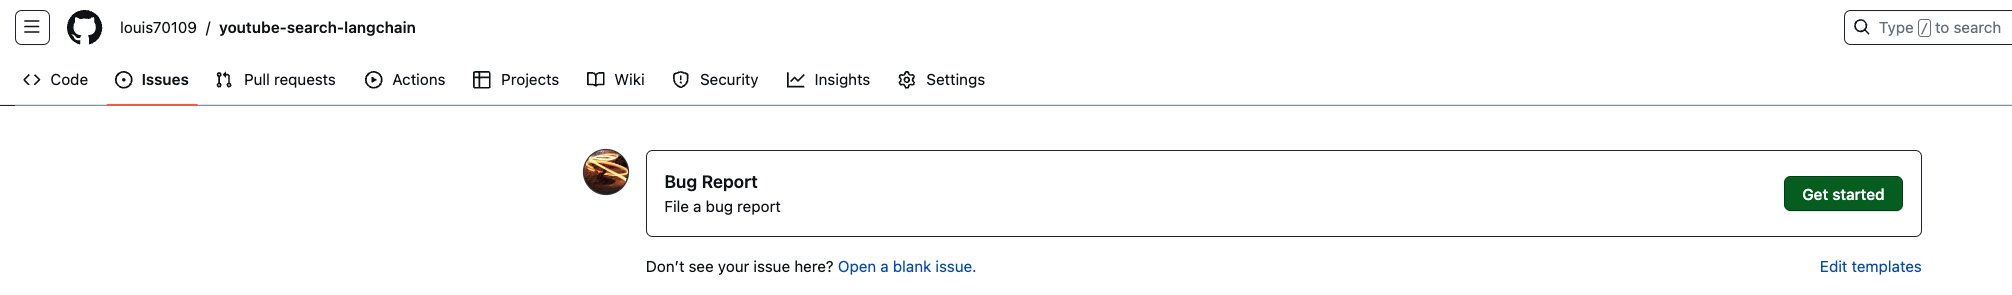 louis70109 / youtube-search-langchain
Type / to search
Code Issues Pull requests Actions Projects Wiki Security Insights Settings
Bug Report
File a bug report
Get started
Don’t see your issue here? Open a blank issue.
Edit templates